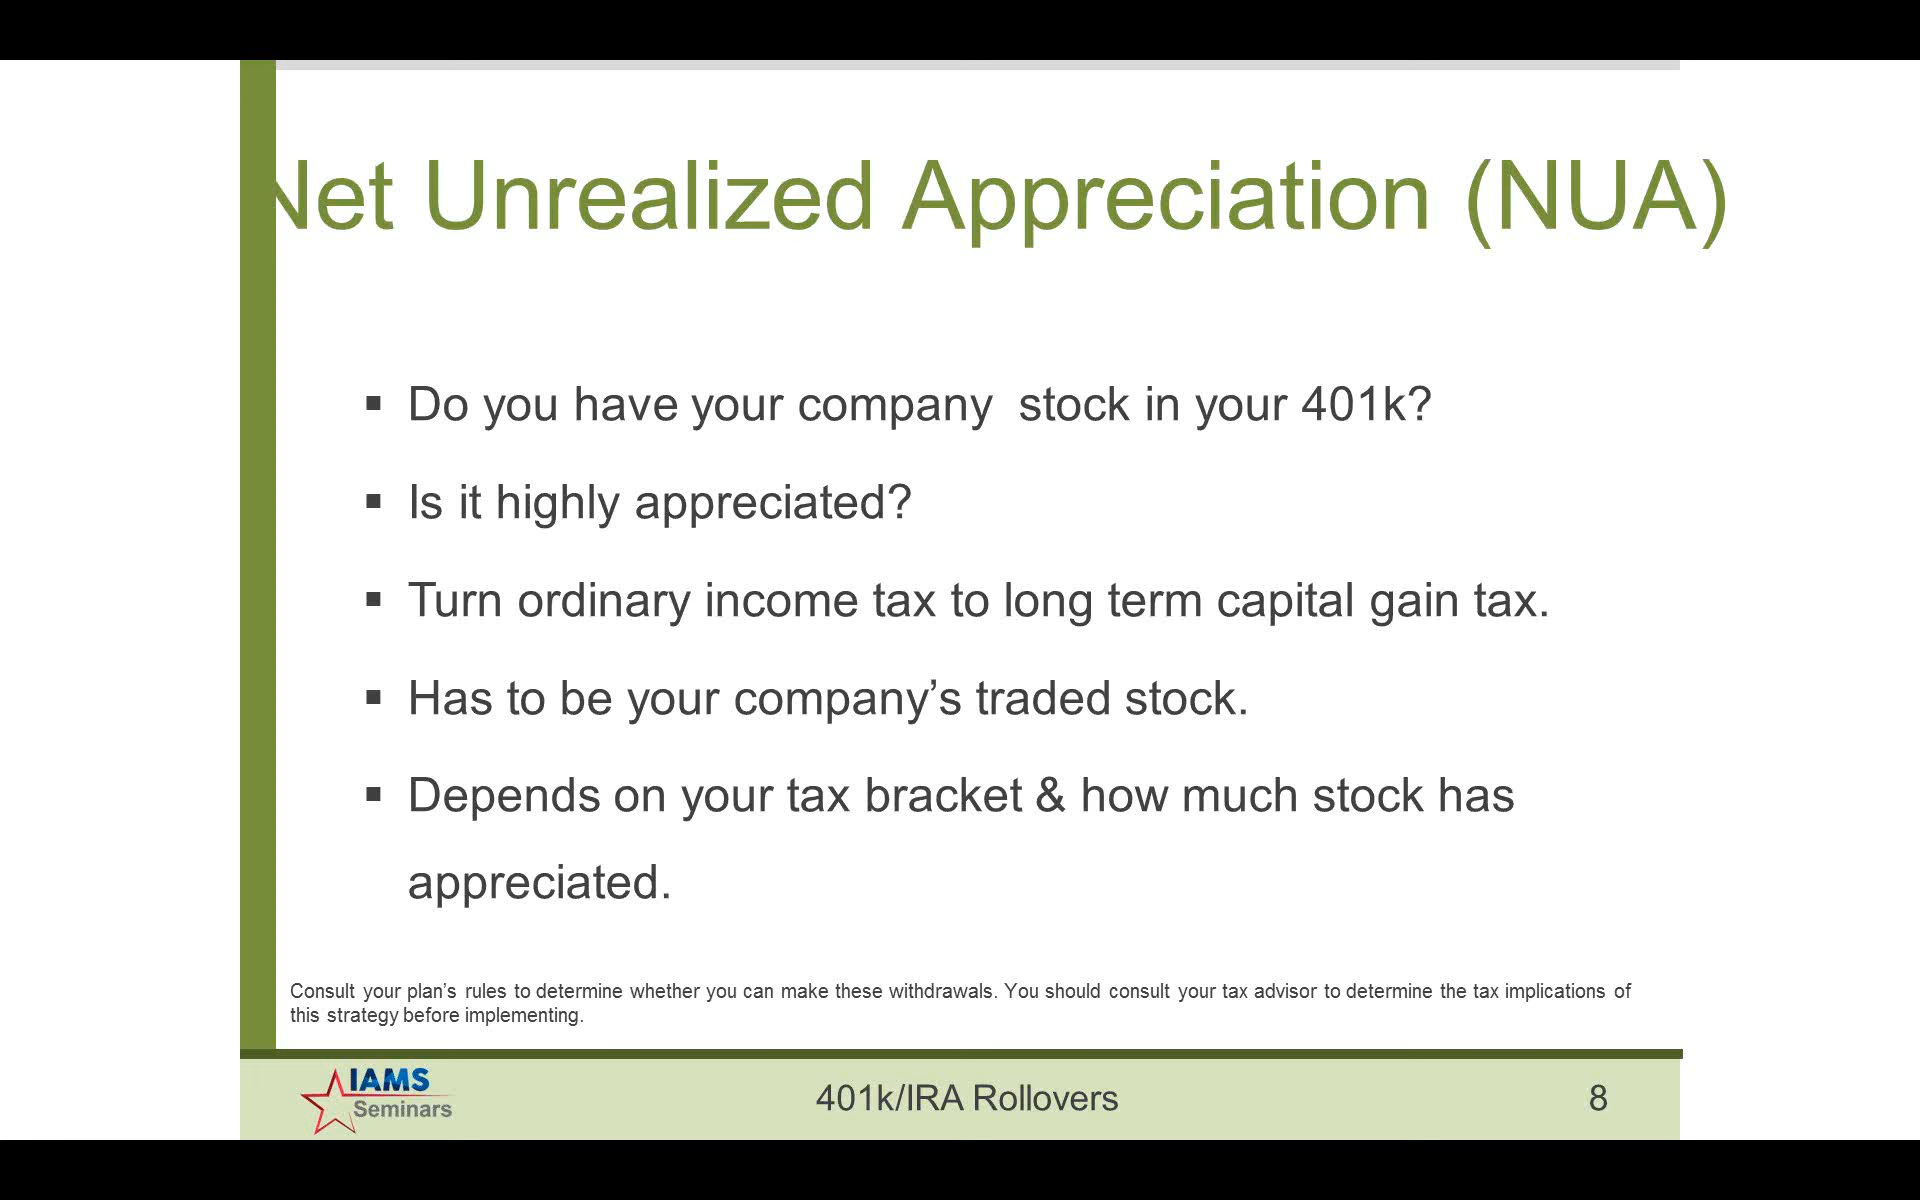 Net Unrealized Appreciation (NUA)
▪ Do you have your company  stock in your 401k?
▪ Is it highly appreciated?
▪ Turn ordinary income tax to long term capital gain tax.
▪ Has to be your company’s traded stock.
▪ Depends on your tax bracket & how much stock has
appreciated.
Consult your plan’s rules to determine whether you can make these withdrawals. You should consult your tax advisor to determine the tax implications of
this strategy before implementing.
IAMS
Seminars
401k/IRA Rollovers
8